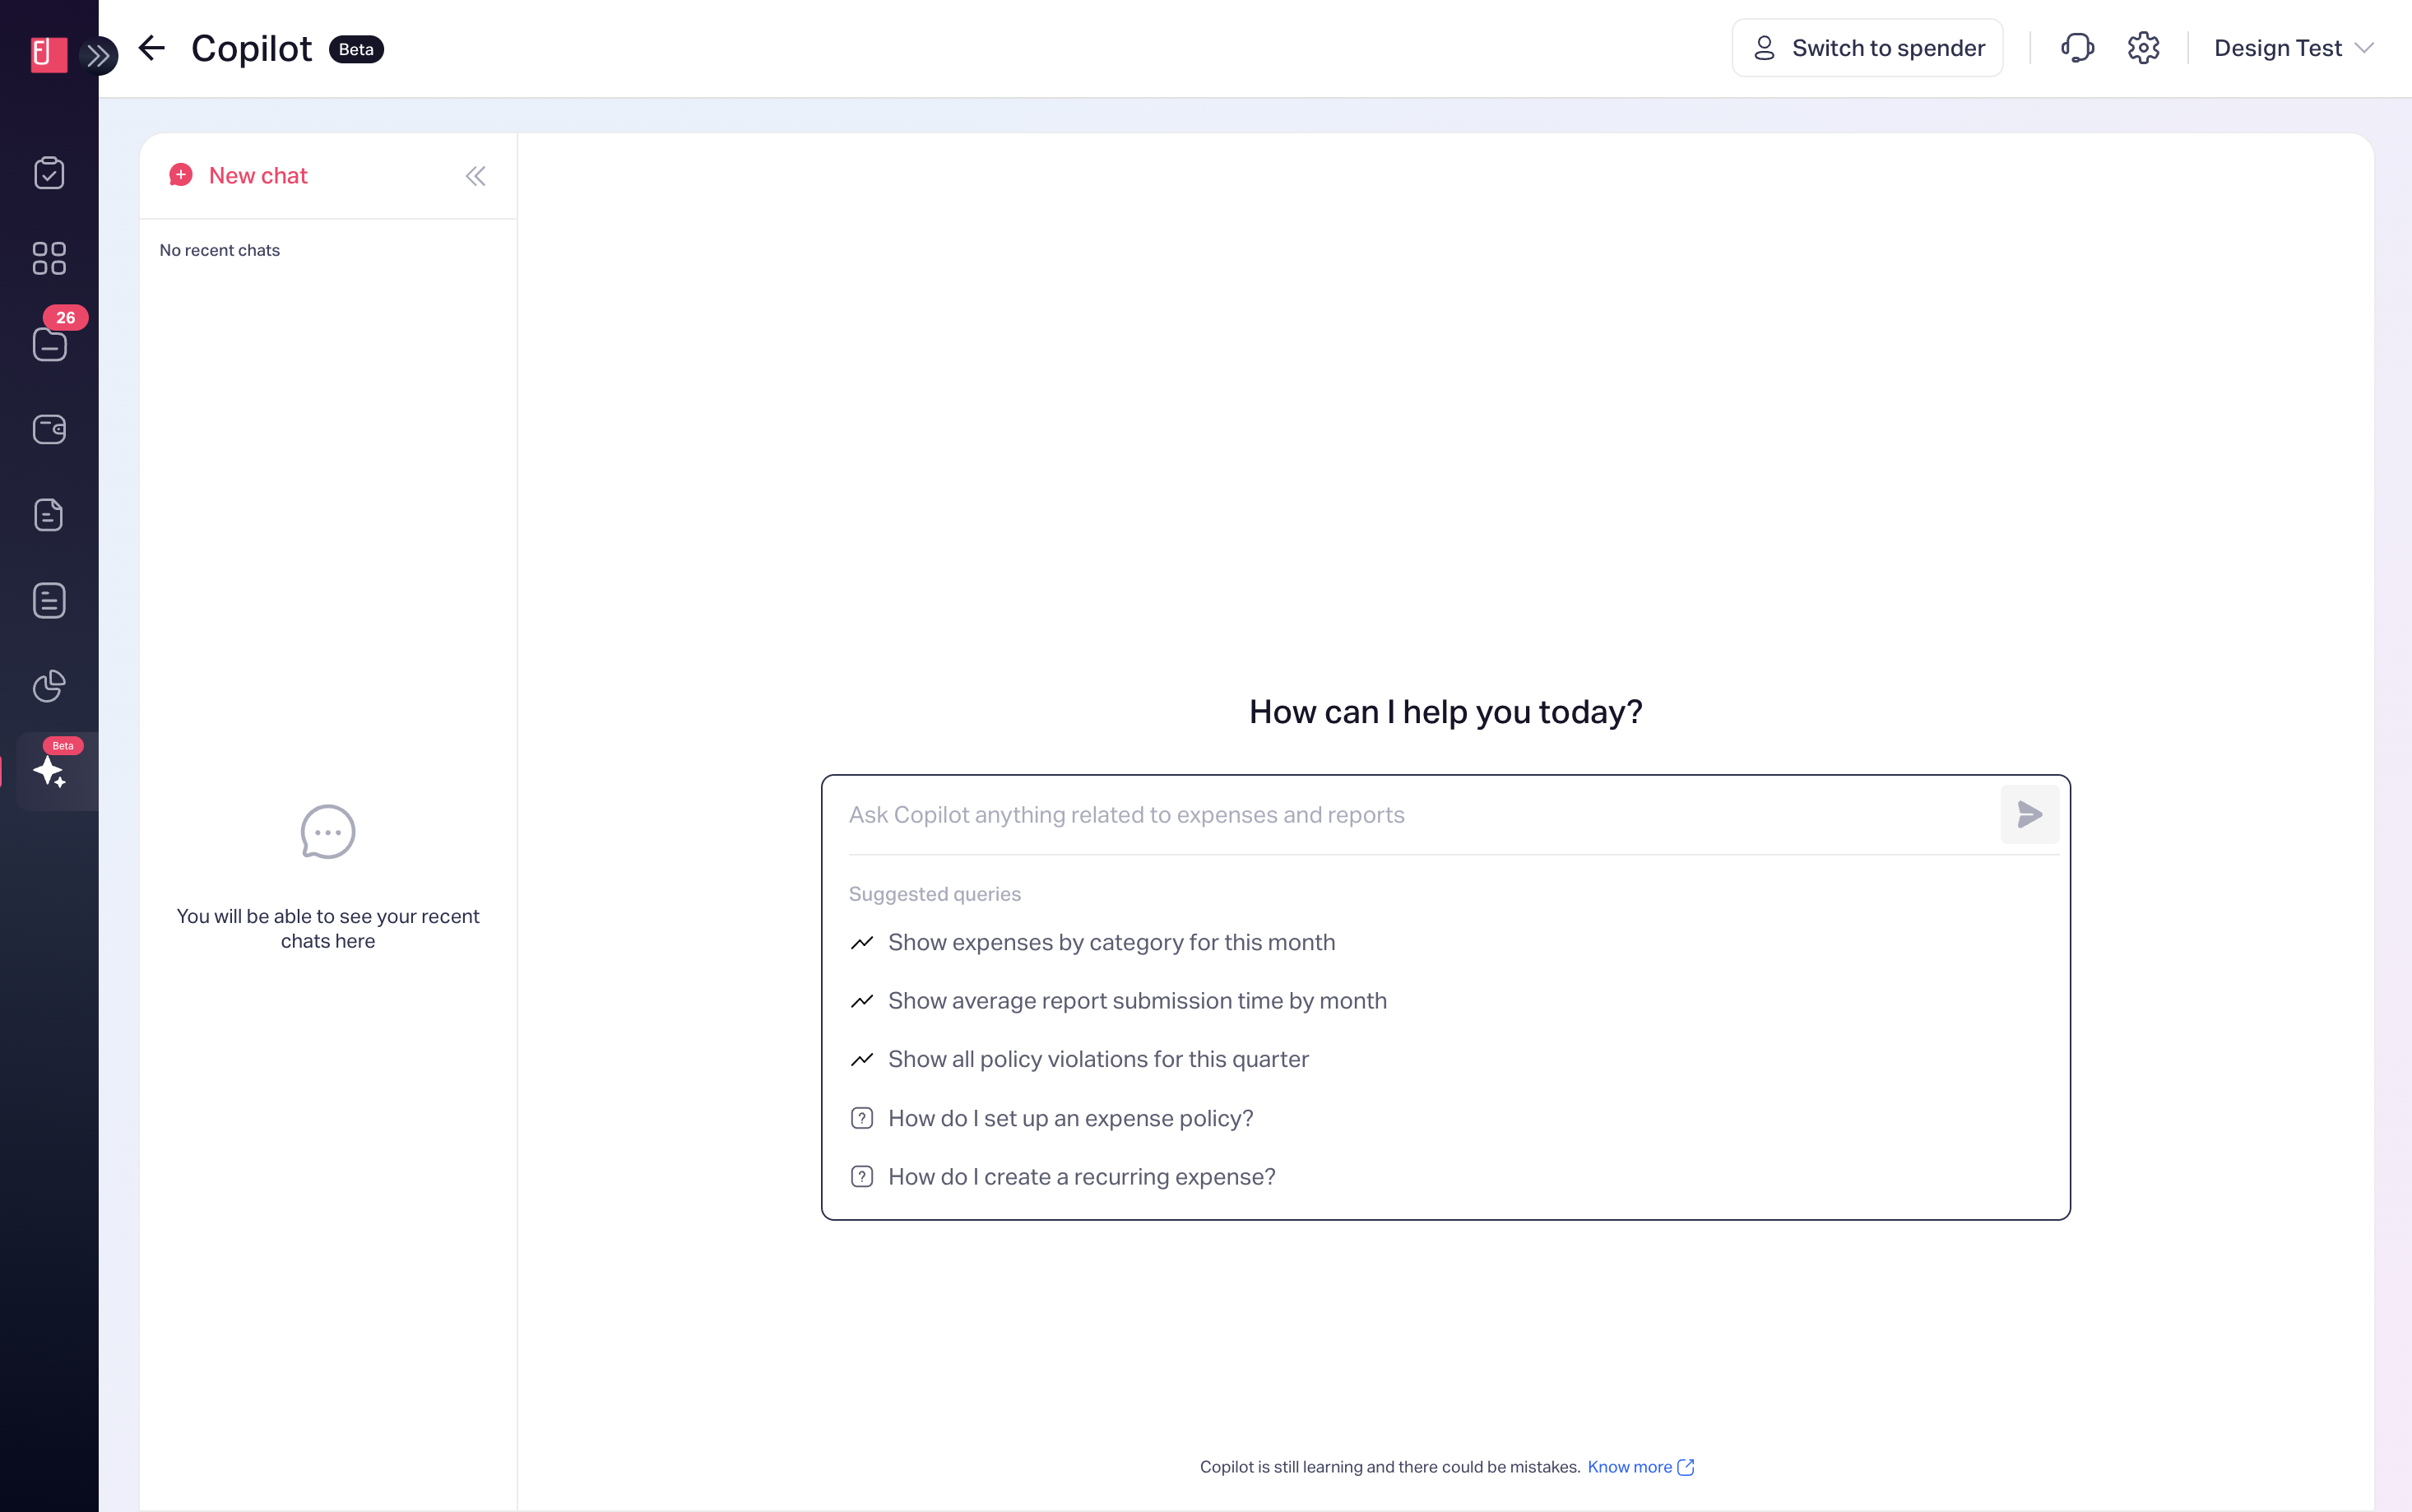 Copilot
Beta
Switch to spender
Design Test
New chat
No recent chats
26
Beta
You will be able to see your recent
chats here
How can I help you today?
Ask Copilot anything related to expenses and reports
Suggested queries
Show expenses by category for this month
Show average report submission time by month
Show all policy violations for this quarter
How do I set up an expense policy?
How do I create a recurring expense?
Copilot is still learning and there could be mistakes. Know more